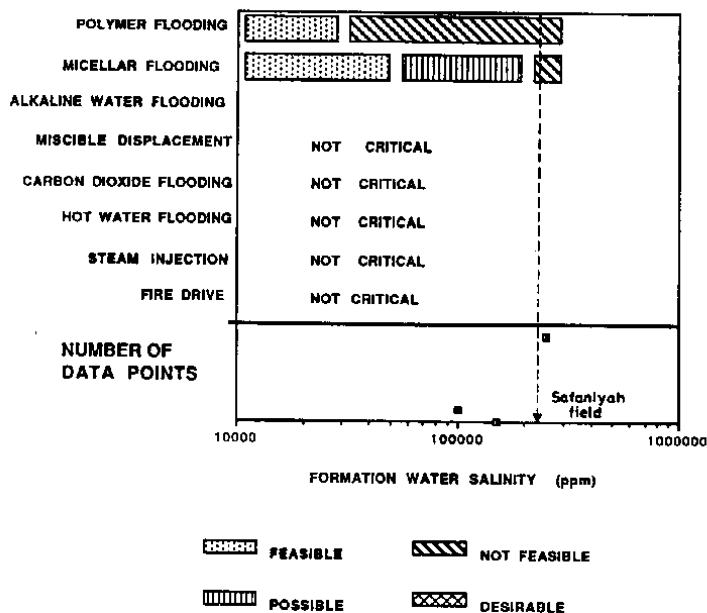 POLYMER FLOODING
MICELLAR FLOODING
ALKALINE WATER FLOODING
MISCIBLE DISPLACEMENT NOT CRITICAL
CARBON DIOXIDE FLOODING NOT CRITICAL
HOT WATER FLOODING NOT CRITICAL
STEAM INJECTION NOT CRITICAL
FIRE DRIVE NOT CRITICAL
NUMBER OF
DATA POINTS
Safaniyah
field
10000 100000 1000000
FORMATION WATER SALINITY (ppm)
FEASIBLE NOT FEASIBLE
POSSIBLE DESIRABLE